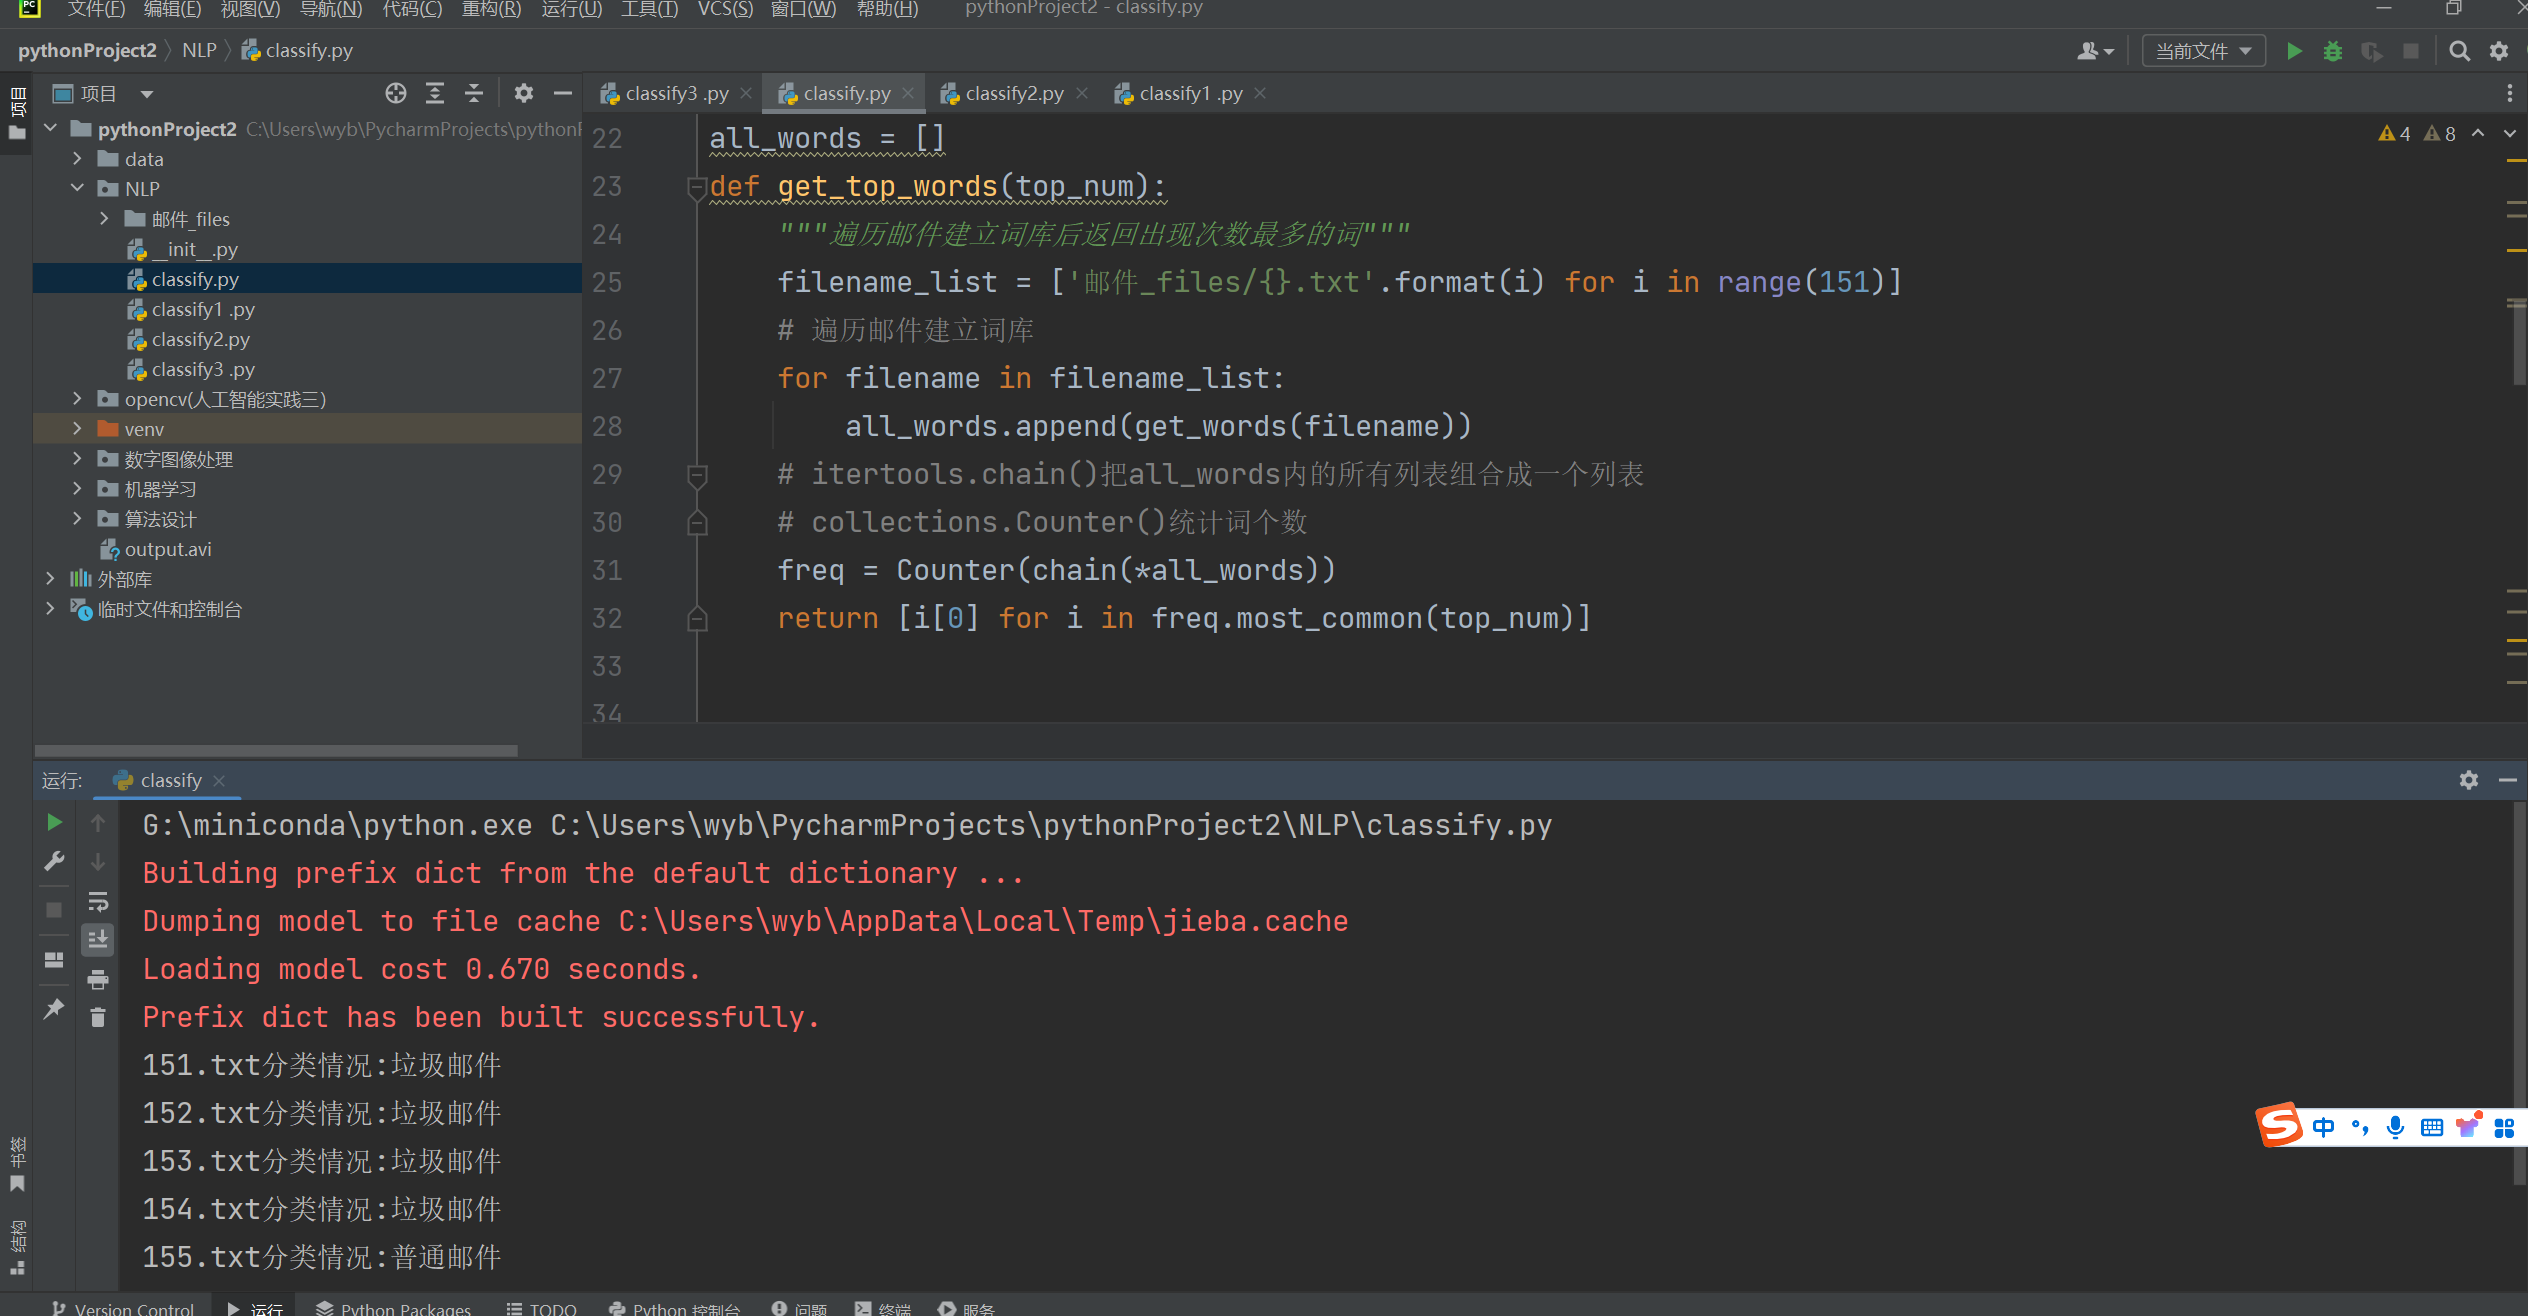 文件(F) 编辑(E) 视图(V) 导航(N) 代码(C) 重构(R) 运行(U) 工具(T) VCS(S) 窗口(W) 帮助(H) pythonProject2 - classify.py
pythonProject2 NLP classify.py
当前文件
项目
项目
classify3 .py classify.py classify2.py classify1 .py
pythonProject2 C:\Users\wyb\PycharmProjects\pythonP
data
NLP
邮件_files
__init__.py
classify.py
classify1 .py
classify2.py
classify3 .py
opencv(人工智能实践三)
venv
数字图像处理
机器学习
算法设计
output.avi
外部库
临时文件和控制台
4 8
22 all_words = []
23 def get_top_words(top_num):
24 """遍历邮件建立词库后返回出现次数最多的词"""
25 filename_list = ['邮件_files/{}.txt'.format(i) for i in range(151)]
26 # 遍历邮件建立词库
27 for filename in filename_list:
28 all_words.append(get_words(filename))
29 # itertools.chain()把all_words内的所有列表组合成一个列表
30 # collections.Counter()统计词个数
31 freq = Counter(chain(*all_words))
32 return [i[0] for i in freq.most_common(top_num)]
33
34
运行: classify
G:\miniconda\python.exe C:\Users\wyb\PycharmProjects\pythonProject2\NLP\classify.py
Building prefix dict from the default dictionary ...
Dumping model to file cache C:\Users\wyb\AppData\Local\Temp\jieba.cache
Loading model cost 0.670 seconds.
Prefix dict has been built successfully.
151.txt分类情况:垃圾邮件
152.txt分类情况:垃圾邮件
153.txt分类情况:垃圾邮件
154.txt分类情况:垃圾邮件
155.txt分类情况:普通邮件
中
书签
结构
Version Control 运行 Python Packages TODO Python 控制台 问题 终端 服务